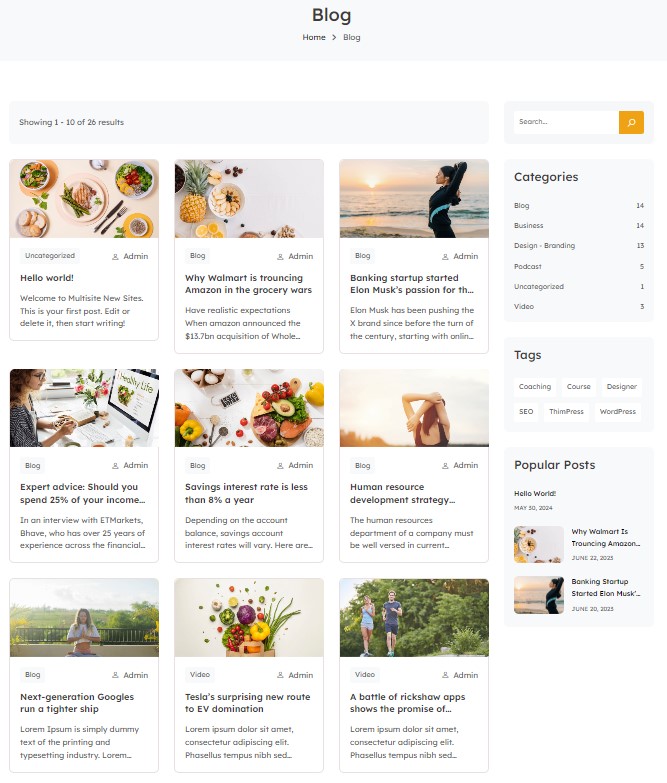 Blog
Home > Blog
Showing 1 - 10 of 26 results
Search...
Uncategorized
Admin
Hello world!
Welcome to Multisite New Sites.
This is your first post. Edit or
delete it, then start writing!
Blog
Admin
Why Walmart is trouncing
Amazon in the grocery wars
Have realistic expectations
When amazon announced the
$13.7bn acquisition of Whole...
Blog
Admin
Banking startup started
Elon Musk's passion for th...
Elon Musk has been pushing the
X brand since before the turn of
the century, starting with onlin...
Healthy Life
Blog
Admin
Expert advice: Should you
spend 25% of your income...
In an interview with ETMarkets,
Bhave, who has over 25 years of
experience across the financial...
Blog
Admin
Savings interest rate is less
than 8% a year
Depending on the account
balance, savings account
interest rates will vary. Here are...
Blog
Admin
Human resource
development strategy...
The human resources
department of a company must
be well versed in current...
Blog
Admin
Next-generation Googles
run a tighter ship
Lorem Ipsum is simply dummy
text of the printing and
typesetting industry. Lorem...
Video
Admin
Tesla's surprising new route
to EV domination
Lorem ipsum dolor sit amet,
consectetur adipiscing elit.
Phasellus tempus nibh sed...
Video
Admin
A battle of rickshaw apps
shows the promise of...
Lorem ipsum dolor sit amet,
consectetur adipiscing elit.
Phasellus tempus nibh sed...
Categories
Blog 14
Business 14
Design - Branding 13
Podcast 5
Uncategorized 1
Video 3
Tags
Coaching Course Designer
SEO ThimPress WordPress
Popular Posts
Hello World!
MAY 30, 2024
Why Walmart Is
Trouncing Amazon...
JUNE 22, 2023
Banking Startup
Started Elon Musk'...
JUNE 20, 2023